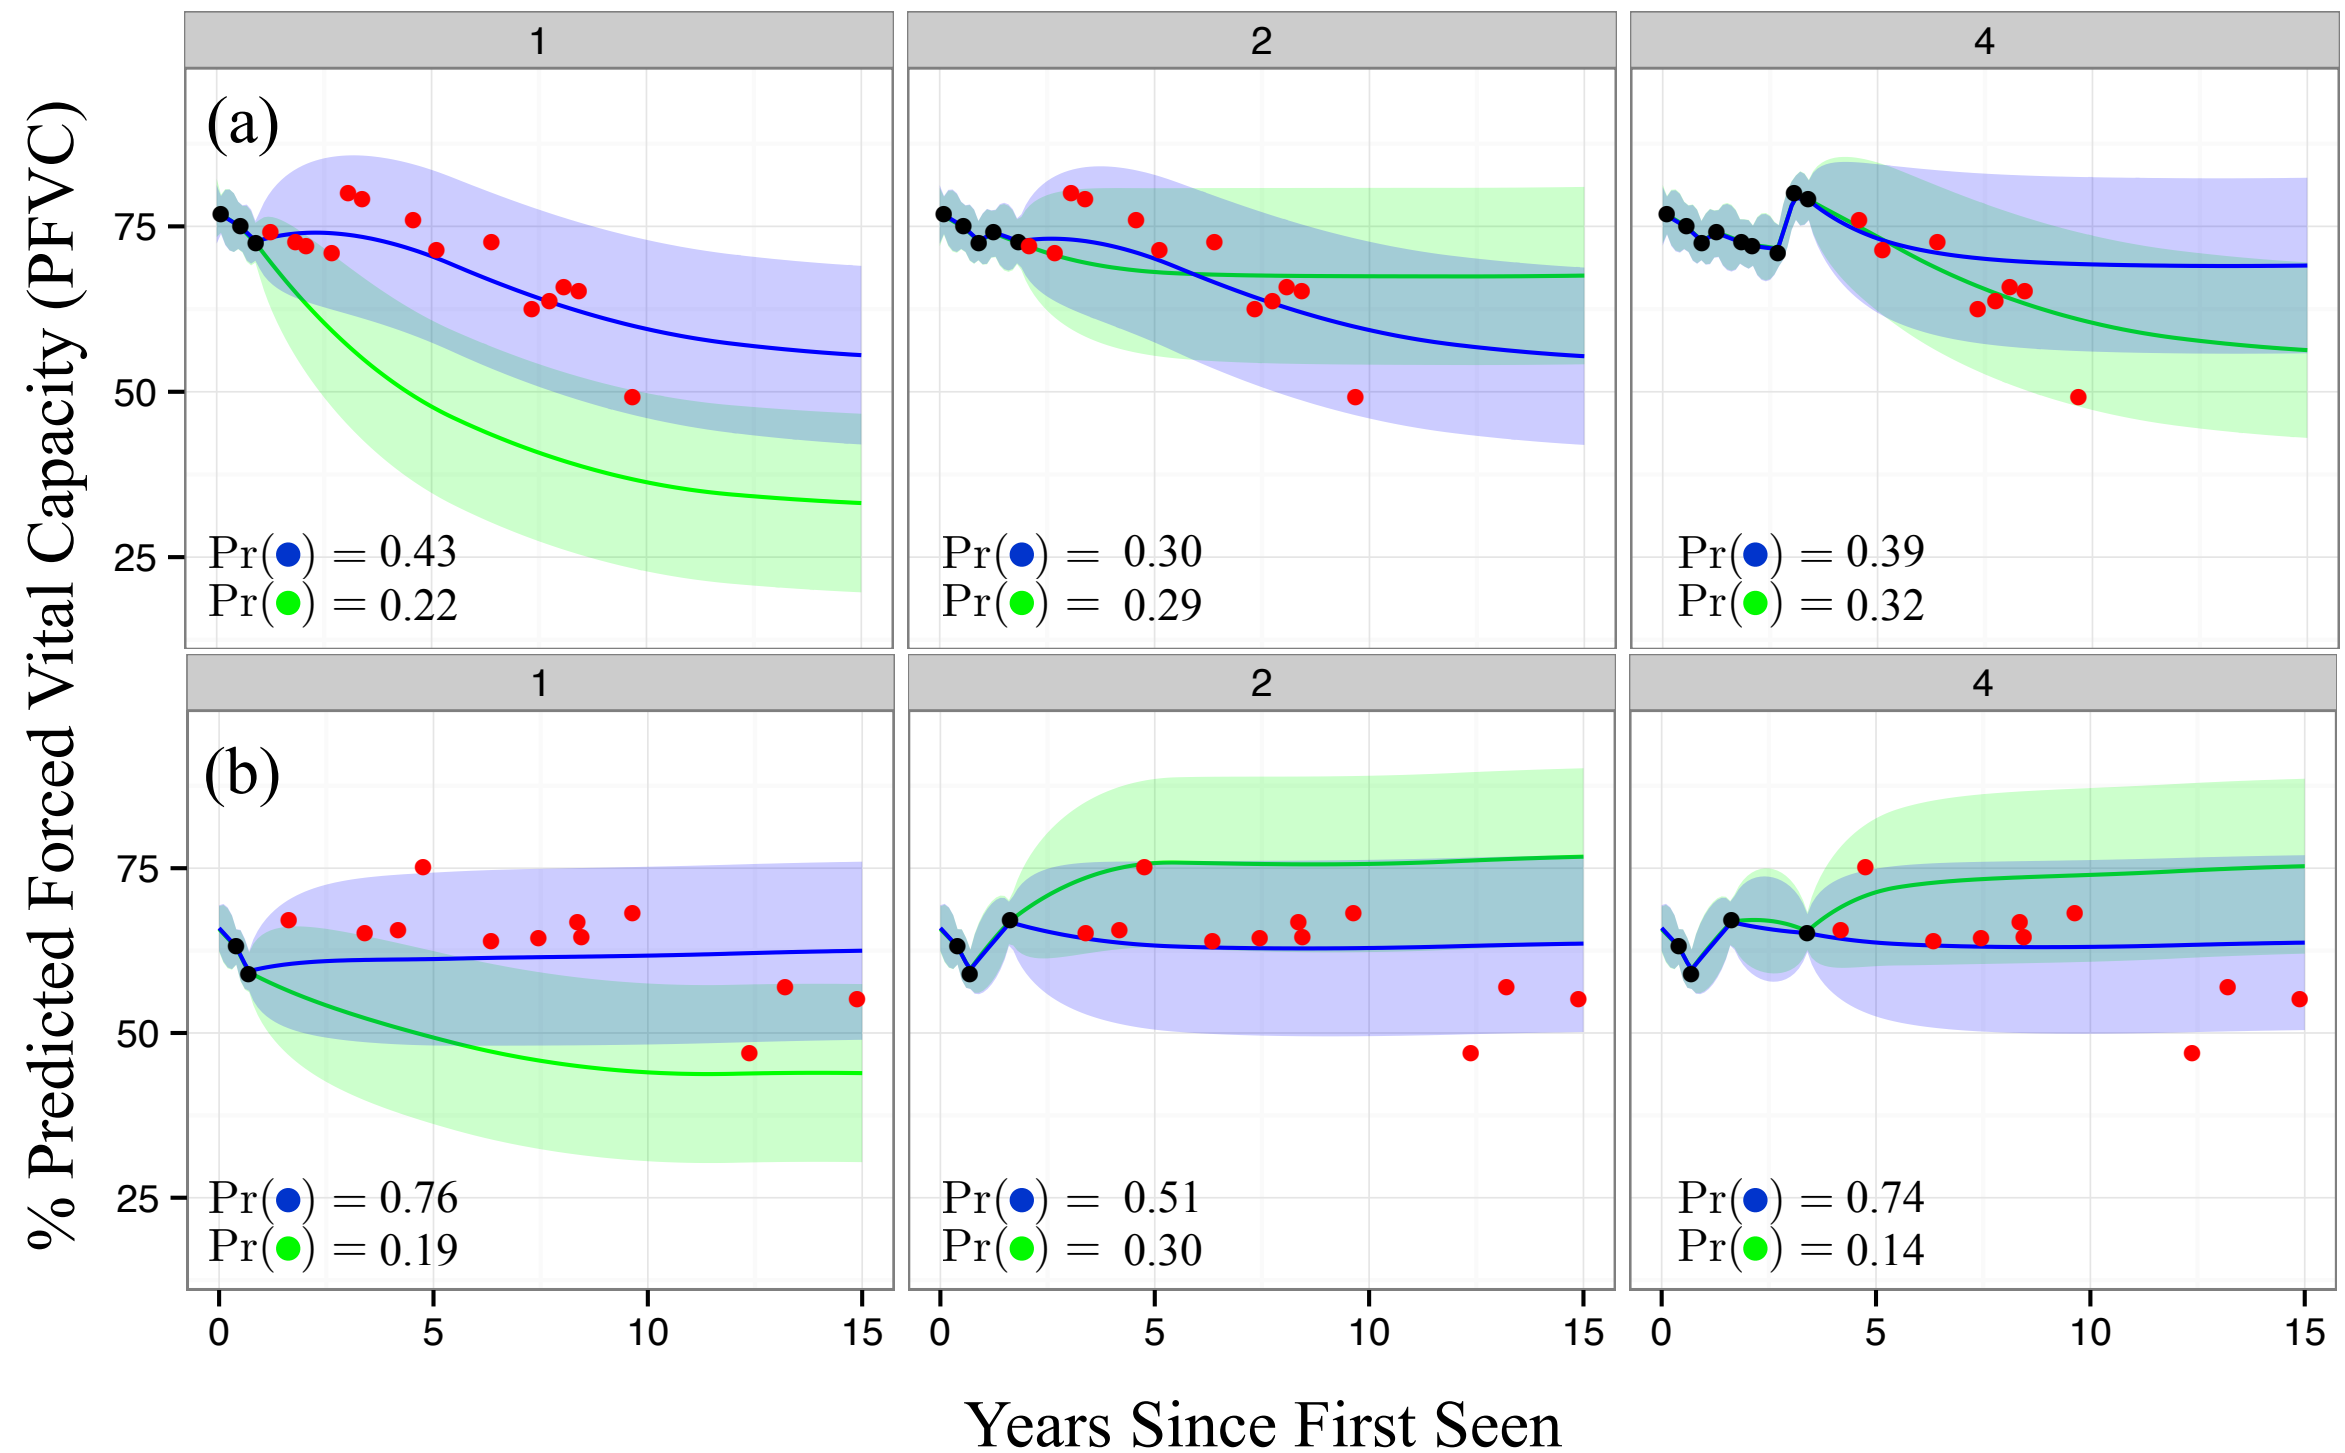 % Predicted Forced Vital Capacity (PFVC)
1
2
4
(a)
75
50
25
Pr( ) = 0.43
Pr( ) = 0.22
Pr( ) = 0.30
Pr( ) = 0.29
Pr( ) = 0.39
Pr( ) = 0.32
1
2
4
(b)
75
50
25
Pr( ) = 0.76
Pr( ) = 0.19
Pr( ) = 0.51
Pr( ) = 0.30
Pr( ) = 0.74
Pr( ) = 0.14
0 5 10 15
0 5 10 15
0 5 10 15
Years Since First Seen